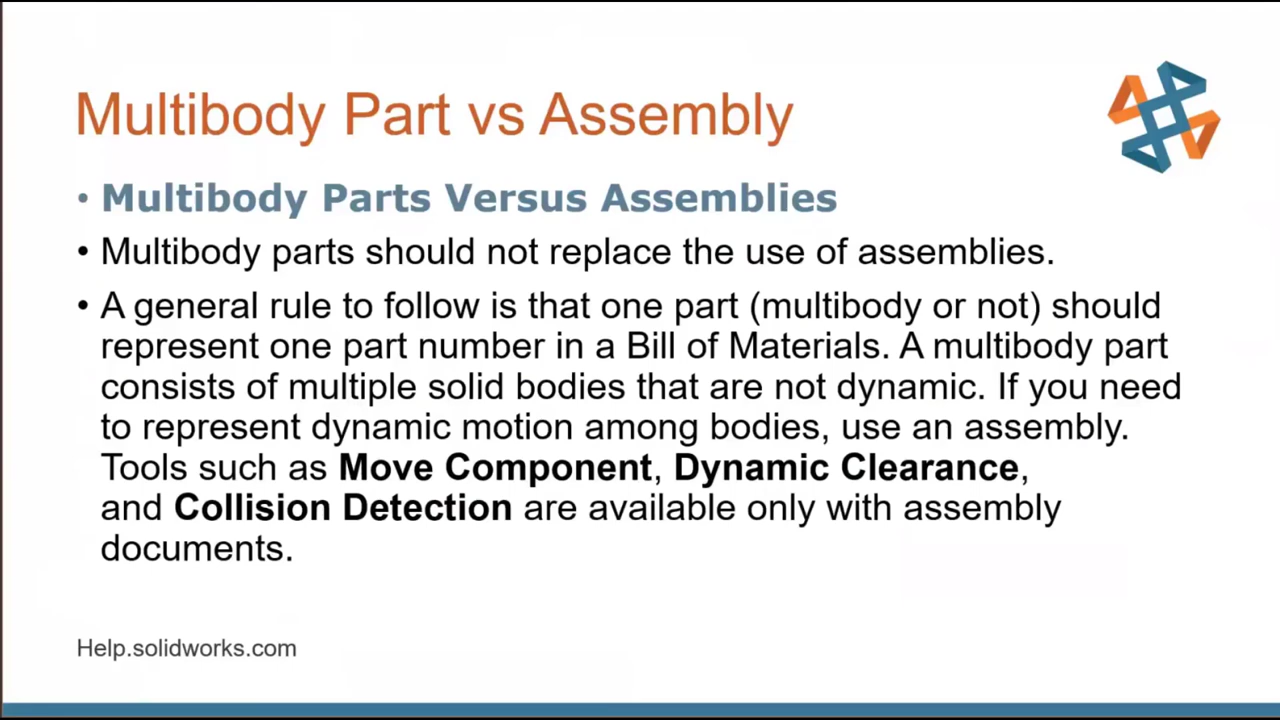 Multibody Part vs Assembly
• Multibody Parts Versus Assemblies
• Multibody parts should not replace the use of assemblies.
• A general rule to follow is that one part (multibody or not) should
represent one part number in a Bill of Materials. A multibody part
consists of multiple solid bodies that are not dynamic. If you need
to represent dynamic motion among bodies, use an assembly.
Tools such as Move Component, Dynamic Clearance,
and Collision Detection are available only with assembly
documents.
Help.solidworks.com